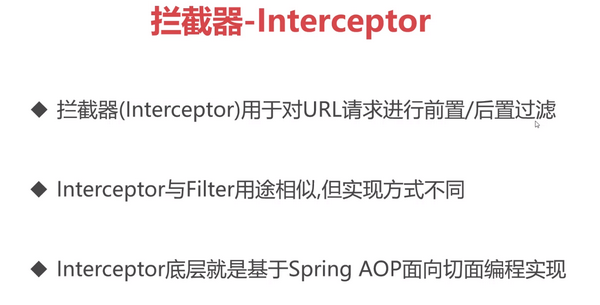 拦截器-Interceptor
◆ 拦截器(Interceptor)用于对URL请求进行前置/后置过滤
◆ Interceptor与Filter用途相似,但实现方式不同
◆ Interceptor底层就是基于Spring AOP面向切面编程实现